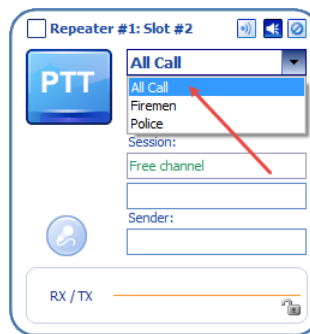 Repeater #1: Slot #2
PTT
All Call
All Call
Firemen
Police
Session:
Free channel
Sender:
RX / TX